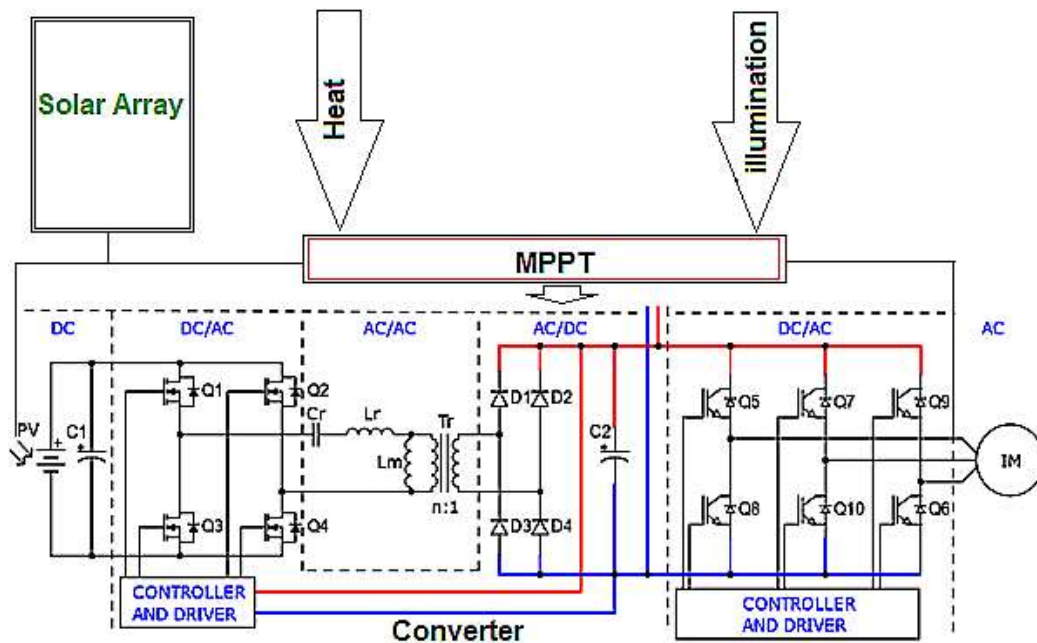 Solar Array
Heat
illumination
MPPT
DC
DC/AC
AC/AC
AC/DC
DC/AC
AC
Q1
Q2
Q5
Q7
Q9
D1
D2
PV
C1
Cr
Lr
Tr
C2
Lm
IM
n:1
Q3
Q4
D3
D4
Q8
Q10
Q6
CONTROLLER
AND DRIVER
CONTROLLER
AND DRIVER
Converter